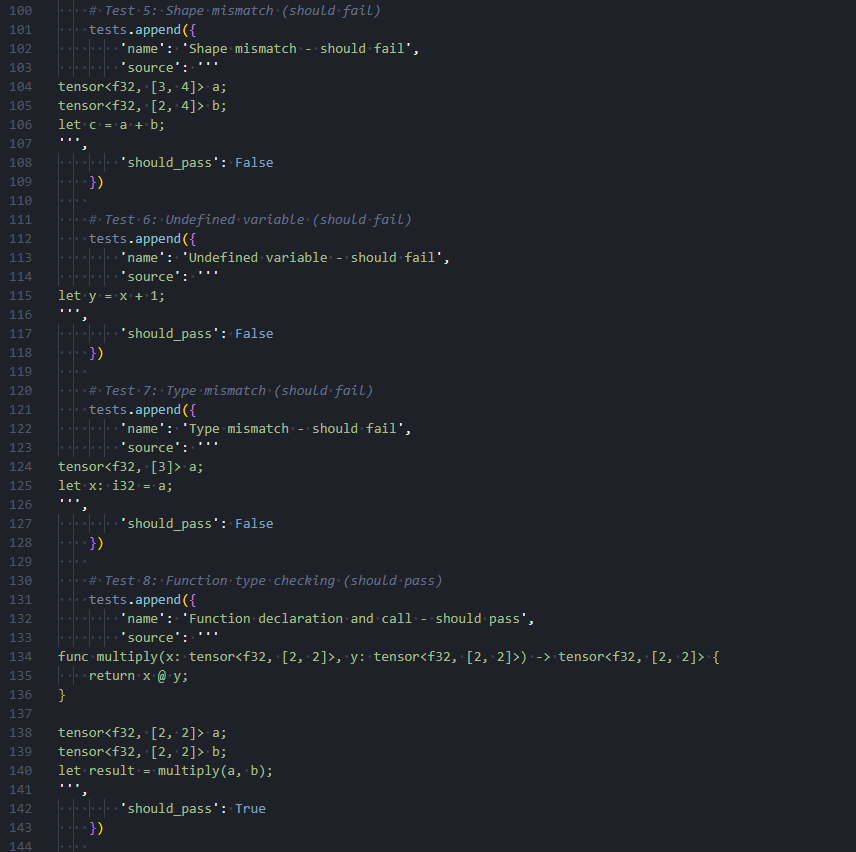 100     # Test 5: Shape mismatch (should fail)
101     tests.append({
102         'name': 'Shape mismatch - should fail',
103         'source': '''
104 tensor<f32, [3, 4]> a;
105 tensor<f32, [2, 4]> b;
106 let c = a + b;
107 ''',
108         'should_pass': False
109     })
110
111     # Test 6: Undefined variable (should fail)
112     tests.append({
113         'name': 'Undefined variable - should fail',
114         'source': '''
115 let y = x + 1;
116 ''',
117         'should_pass': False
118     })
119
120     # Test 7: Type mismatch (should fail)
121     tests.append({
122         'name': 'Type mismatch - should fail',
123         'source': '''
124 tensor<f32, [3]> a;
125 let x: i32 = a;
126 ''',
127         'should_pass': False
128     })
129
130     # Test 8: Function type checking (should pass)
131     tests.append({
132         'name': 'Function declaration and call - should pass',
133         'source': '''
134 func multiply(x: tensor<f32, [2, 2]>, y: tensor<f32, [2, 2]>) -> tensor<f32, [2, 2]> {
135     return x @ y;
136 }
137
138 tensor<f32, [2, 2]> a;
139 tensor<f32, [2, 2]> b;
140 let result = multiply(a, b);
141 ''',
142         'should_pass': True
143     })
144